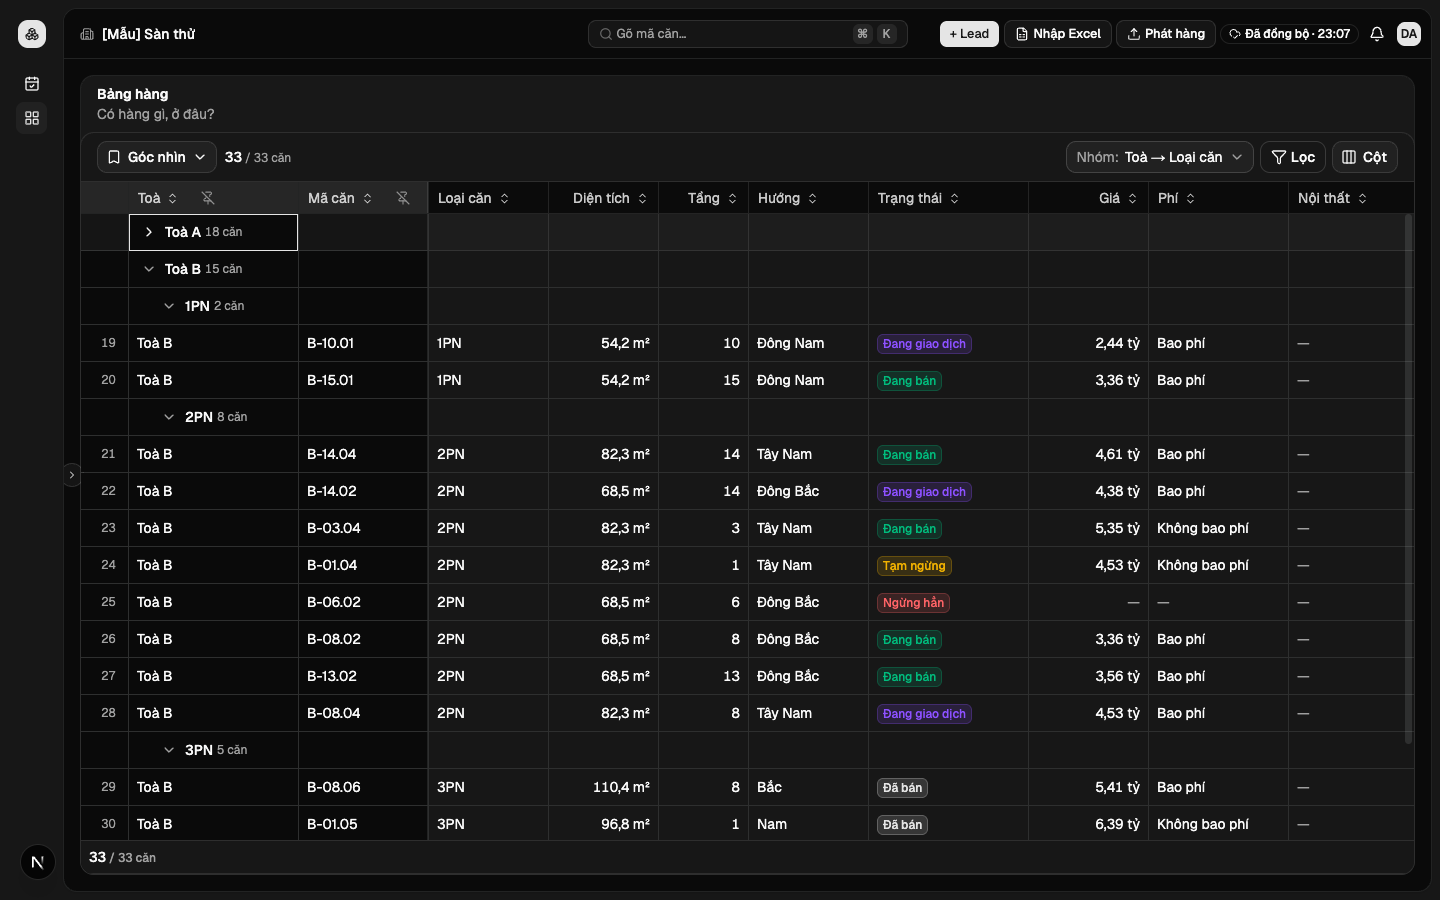 [Mẫu] Sàn thử
Gõ mã căn... ⌘ K
+ Lead
Nhập Excel
Phát hàng
Đã đồng bộ · 23:07
DA
Bảng hàng
Có hàng gì, ở đâu?
Góc nhìn
33 / 33 căn
Nhóm: Toà → Loại căn
Lọc
Cột
Toà Mã căn Loại căn Diện tích Tầng Hướng Trạng thái Giá Phí Nội thất
Toà A 18 căn
Toà B 15 căn
1PN 2 căn
19 Toà B B-10.01 1PN 54,2 m² 10 Đông Nam Đang giao dịch 2,44 tỷ Bao phí —
20 Toà B B-15.01 1PN 54,2 m² 15 Đông Nam Đang bán 3,36 tỷ Bao phí —
2PN 8 căn
21 Toà B B-14.04 2PN 82,3 m² 14 Tây Nam Đang bán 4,61 tỷ Bao phí —
22 Toà B B-14.02 2PN 68,5 m² 14 Đông Bắc Đang giao dịch 4,38 tỷ Bao phí —
23 Toà B B-03.04 2PN 82,3 m² 3 Tây Nam Đang bán 5,35 tỷ Không bao phí —
24 Toà B B-01.04 2PN 82,3 m² 1 Tây Nam Tạm ngừng 4,53 tỷ Không bao phí —
25 Toà B B-06.02 2PN 68,5 m² 6 Đông Bắc Ngừng hẳn — — —
26 Toà B B-08.02 2PN 68,5 m² 8 Đông Bắc Đang bán 3,36 tỷ Bao phí —
27 Toà B B-13.02 2PN 68,5 m² 13 Đông Bắc Đang bán 3,56 tỷ Bao phí —
28 Toà B B-08.04 2PN 82,3 m² 8 Tây Nam Đang giao dịch 4,53 tỷ Bao phí —
3PN 5 căn
29 Toà B B-08.06 3PN 110,4 m² 8 Bắc Đã bán 5,41 tỷ Bao phí —
30 Toà B B-01.05 3PN 96,8 m² 1 Nam Đã bán 6,39 tỷ Không bao phí —
33 / 33 căn
N